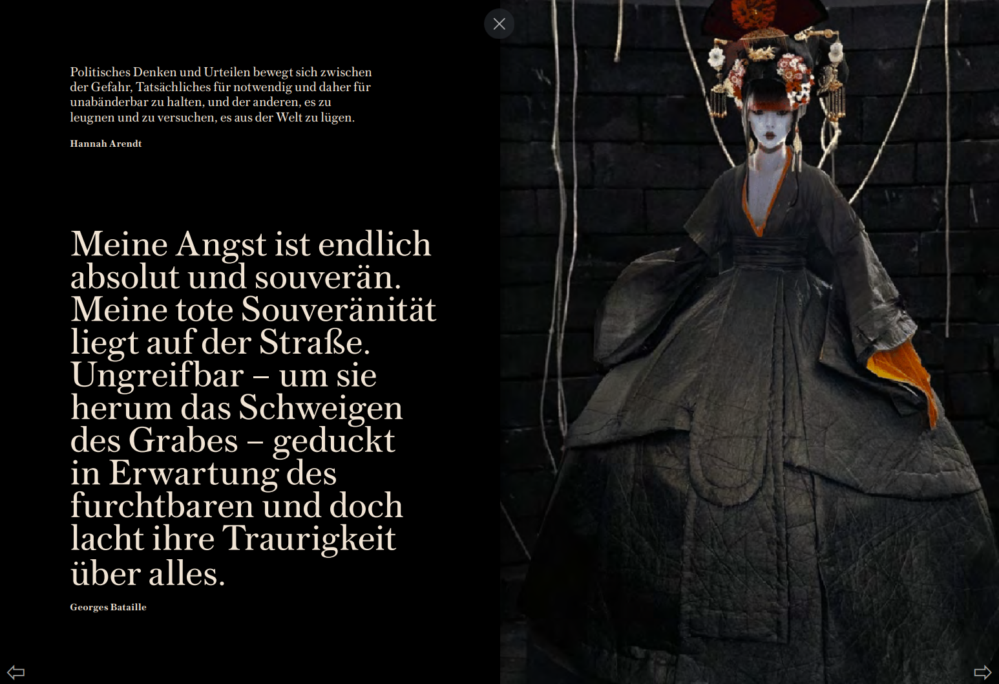 Politisches Denken und Urteilen bewegt sich zwischen
der Gefahr, Tatsächliches für notwendig und daher für
unabänderbar zu halten, und der anderen, es zu
leugnen und zu versuchen, es aus der Welt zu lügen.
Hannah Arendt
Meine Angst ist endlich
absolut und souverän.
Meine tote Souveränität
liegt auf der Straße.
Ungreifbar – um sie
herum das Schweigen
des Grabes – geduckt
in Erwartung des
furchtbaren und doch
lacht ihre Traurigkeit
über alles.
Georges Bataille